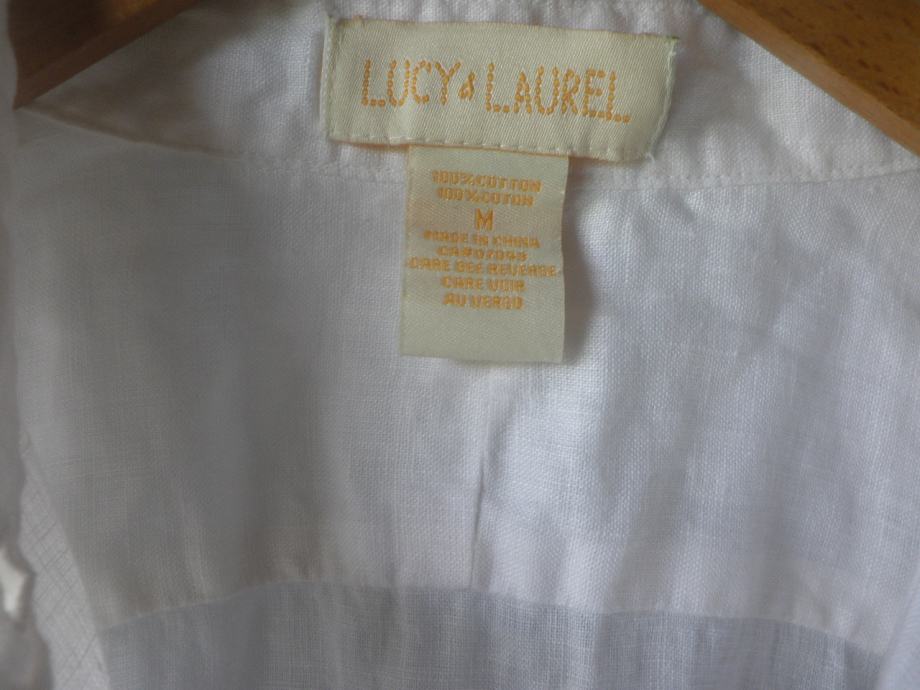 LUCY & LAUREL
100% COTTON
100% COTON
M
MADE IN CHINA
CA#07045
CARE SEE REVERSE
CARE VOIR
AU VERSO